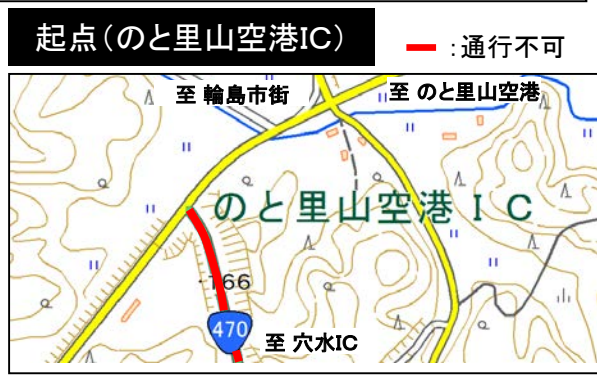 起点(のと里山空港IC)
:通行不可
至 輪島市街
至 のと里山空港
のと里山空港IC
166
470
至 穴水IC